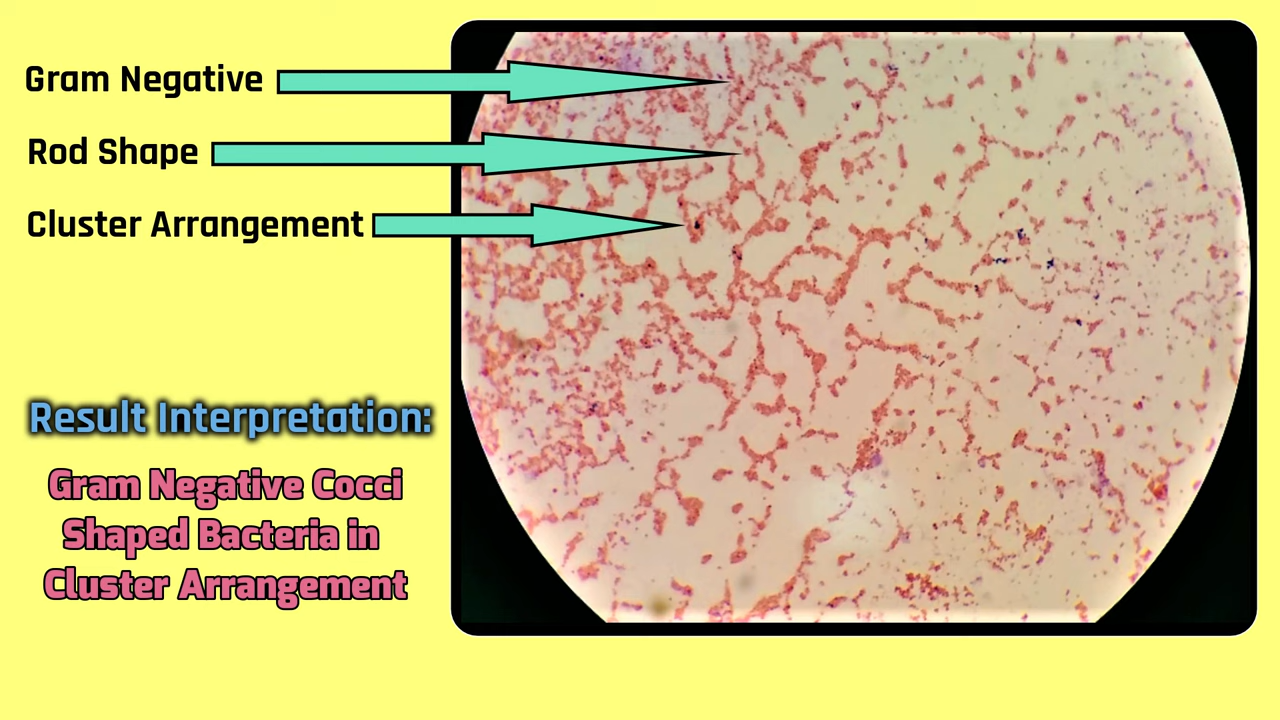 Gram Negative
Rod Shape
Cluster Arrangement
Result Interpretation:
Gram Negative Cocci
Shaped Bacteria in
Cluster Arrangement